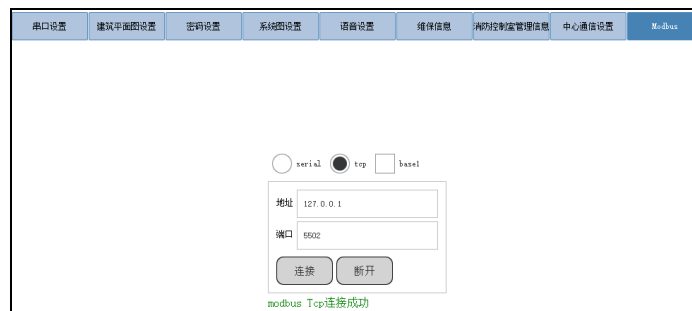 串口设置 建筑平面图设置 密码设置 系统图设置 语音设置 维保信息 消防控制室管理信息 中心通信设置 Modbus
serial tcp base1
地址 127.0.0.1
端口 5502
连接 断开
modbus Tcp连接成功